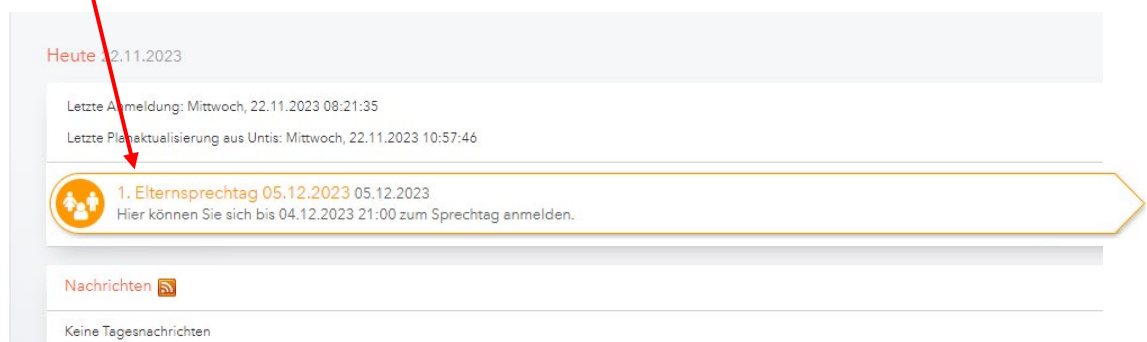 Heute 22.11.2023
Letzte Anmeldung: Mittwoch, 22.11.2023 08:21:35
Letzte Planaktualisierung aus Untis: Mittwoch, 22.11.2023 10:57:46
1. Elternsprechtag 05.12.2023 05.12.2023
Hier können Sie sich bis 04.12.2023 21:00 zum Sprechtag anmelden.
Nachrichten
Keine Tagesnachrichten